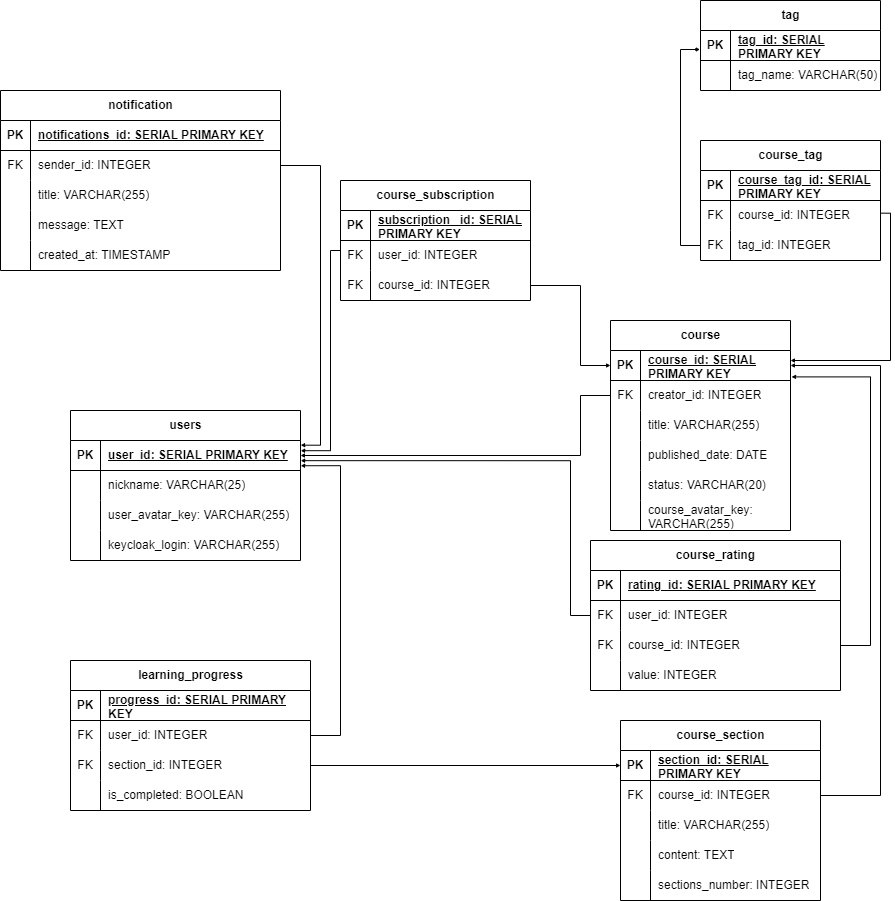 tag
PK
tag_id: SERIAL
PRIMARY KEY
tag_name: VARCHAR(50)
notification
PK
notifications_id: SERIAL PRIMARY KEY
FK
sender_id: INTEGER
title: VARCHAR(255)
message: TEXT
created_at: TIMESTAMP
course_tag
PK
course_tag_id: SERIAL
PRIMARY KEY
FK
course_id: INTEGER
FK
tag_id: INTEGER
course_subscription
PK
subscription_ id: SERIAL
PRIMARY KEY
FK
user_id: INTEGER
FK
course_id: INTEGER
course
PK
course_id: SERIAL
PRIMARY KEY
FK
creator_id: INTEGER
title: VARCHAR(255)
published_date: DATE
status: VARCHAR(20)
course_avatar_key:
VARCHAR(255)
users
PK
user_id: SERIAL PRIMARY KEY
nickname: VARCHAR(25)
user_avatar_key: VARCHAR(255)
keycloak_login: VARCHAR(255)
course_rating
PK
rating_id: SERIAL PRIMARY KEY
FK
user_id: INTEGER
FK
course_id: INTEGER
value: INTEGER
learning_progress
PK
progress_id: SERIAL PRIMARY
KEY
FK
user_id: INTEGER
FK
section_id: INTEGER
is_completed: BOOLEAN
course_section
PK
section_id: SERIAL
PRIMARY KEY
FK
course_id: INTEGER
title: VARCHAR(255)
content: TEXT
sections_number: INTEGER